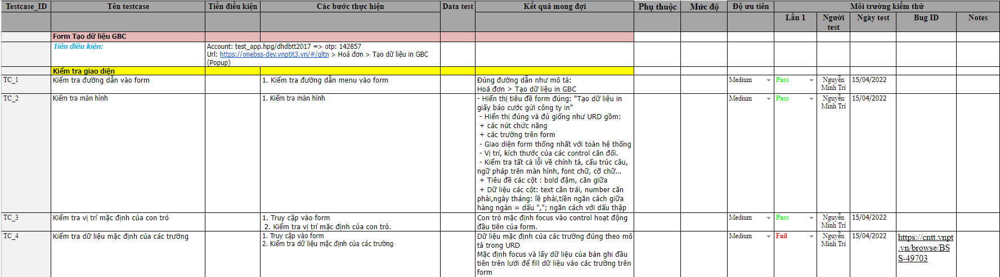 Testcase_ID Tên testcase Tiền điều kiện Các bước thực hiện Data test Kết quả mong đợi Phụ thuộc Mức độ Độ ưu tiên Môi trường kiểm thử
Lần 1 Người test Ngày test Bug ID Notes
Form Tạo dữ liệu GBC
Tiền điều kiện:
Account: test_app.hpg/dhdbtt2017 => otp: 142857
Url: https://onebss-dev.vnptit3.vn/#/qltn > Hoá đơn > Tạo dữ liệu in GBC
(Popup)
Kiểm tra giao diện
TC_1
Kiểm tra đường dẫn vào form
1. Kiểm tra đường dẫn menu vào form
Đúng đường dẫn như mô tả:
Hoá đơn > Tạo dữ liệu in GBC
Medium
Pass
Nguyễn
Minh Trí
15/04/2022
TC_2
Kiểm tra màn hình
1. Kiểm tra màn hình
- Hiển thị tiêu đề form đúng: "Tạo dữ liệu in
giấy báo cước gửi công ty in"
- Hiển thị đúng và đủ giống như URD gồm:
+ các nút chức năng
+ các trường trên form
- Giao diện form thống nhất với toàn hệ thống
- Vị trí, kích thước của các control cân đối.
- Kiểm tra tất cả lỗi về chính tả, cấu trúc câu,
ngữ pháp trên màn hình, font chữ, cỡ chữ...
+ Tiêu đề các cột : bold đậm, căn giữa
+ Dữ liệu các cột: text căn trái, number căn
phải,ngày tháng: lề phải,tiền ngăn cách giữa
hàng ngàn = dấu ","; ngăn cách với dấu thập
Medium
Pass
Nguyễn
Minh Trí
15/04/2022
TC_3
Kiểm tra vị trí mặc định của con trỏ
1. Truy cập vào form
2. Kiểm tra vị trí mặc định của con trỏ.
Con trỏ mặc định focus vào control hoạt động
đầu tiên của form.
Medium
Pass
Nguyễn
Minh Trí
15/04/2022
TC_4
Kiểm tra dữ liệu mặc định của các trường
1. Truy cập vào form
2. Kiểm tra dữ liệu mặc định của các trường
Dữ liệu mặc định của các trường đúng theo mô
tả trong URD
Mặc định focus và lấy dữ liệu của bản ghi đầu
tiên trên lưới để fill dữ liệu vào các trường trên
form
Medium
Fail
Nguyễn
Minh Trí
15/04/2022
https://cntt.vnpt
.vn/browse/BS
S-49703